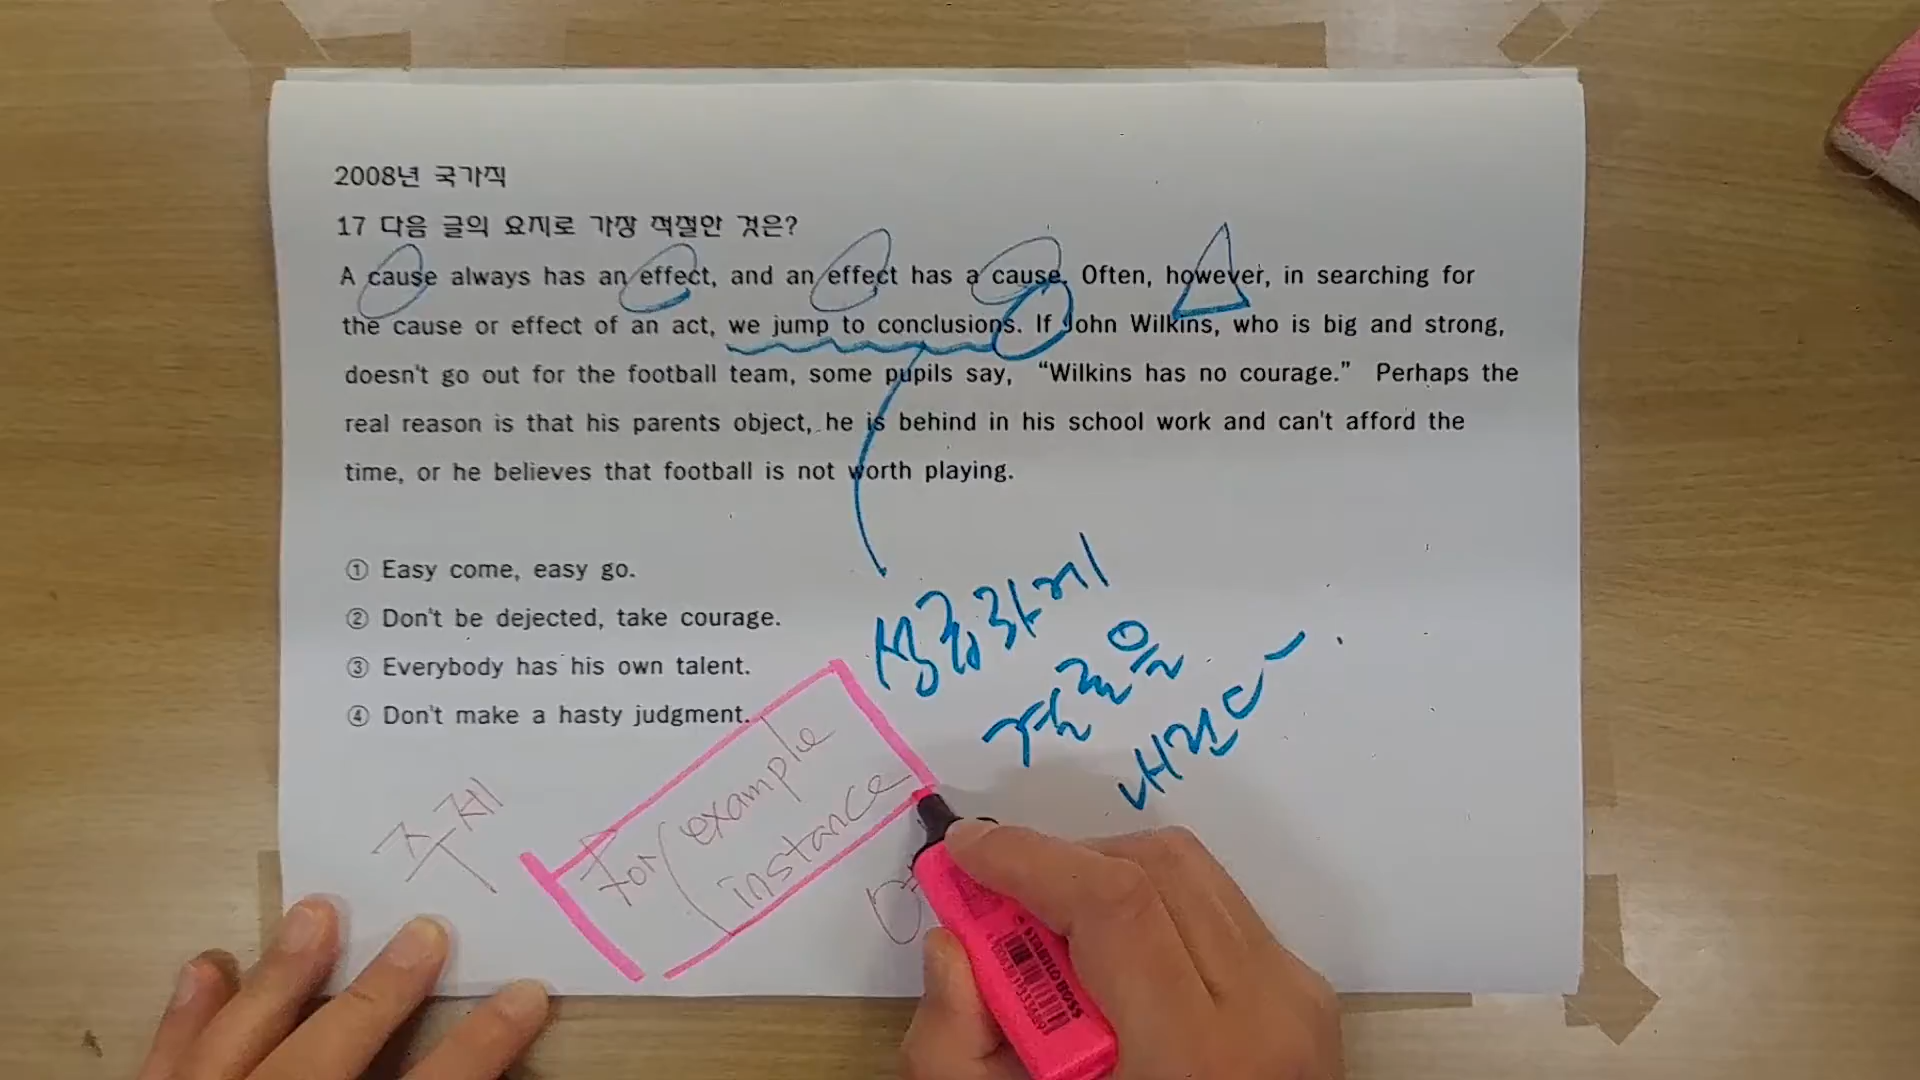 2008년 국가직
17 다음 글의 요지로 가장 적절한 것은?
A cause always has an effect, and an effect has a cause. Often, however, in searching for
the cause or effect of an act, we jump to conclusions. If John Wilkins, who is big and strong,
doesn't go out for the football team, some pupils say, “Wilkins has no courage.” Perhaps the
real reason is that his parents object, he is behind in his school work and can't afford the
time, or he believes that football is not worth playing.
① Easy come, easy go.
② Don't be dejected, take courage.
③ Everybody has his own talent.
④ Don't make a hasty judgment.
성급하게
결론을
내린다
주제
For example
instance
STABILO BOSS